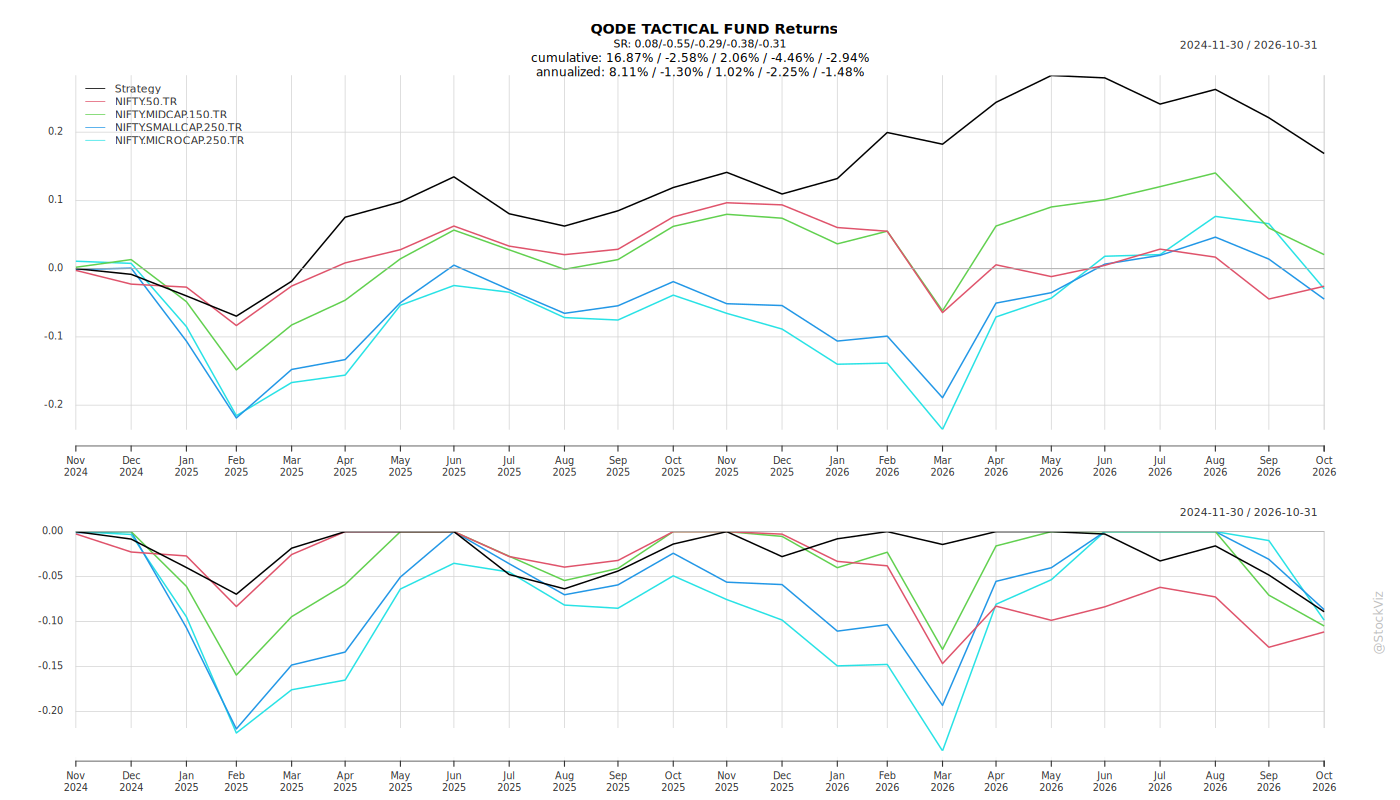 QODE TACTICAL FUND Returns
SR: 0.08/-0.55/-0.29/-0.38/-0.31
2024-11-30 / 2026-10-31
cumulative: 16.87% / -2.58% / 2.06% / -4.46% / -2.94%
annualized: 8.11% / -1.30% / 1.02% / -2.25% / -1.48%
Strategy
NIFTY.50.TR
NIFTY.MIDCAP.150.TR
NIFTY.SMALLCAP.250.TR
NIFTY.MICROCAP.250.TR
0.2
0.1
0.0
-0.1
-0.2
Nov Dec Jan Feb Mar Apr May Jun Jul Aug Sep Oct Nov Dec Jan Feb Mar Apr May Jun Jul Aug Sep Oct
2024 2024 2025 2025 2025 2025 2025 2025 2025 2025 2025 2025 2025 2025 2026 2026 2026 2026 2026 2026 2026 2026 2026 2026
2024-11-30 / 2026-10-31
0.00
-0.05
-0.10
-0.15
-0.20
Nov Dec Jan Feb Mar Apr May Jun Jul Aug Sep Oct Nov Dec Jan Feb Mar Apr May Jun Jul Aug Sep Oct
2024 2024 2025 2025 2025 2025 2025 2025 2025 2025 2025 2025 2025 2025 2026 2026 2026 2026 2026 2026 2026 2026 2026 2026
@StockViz